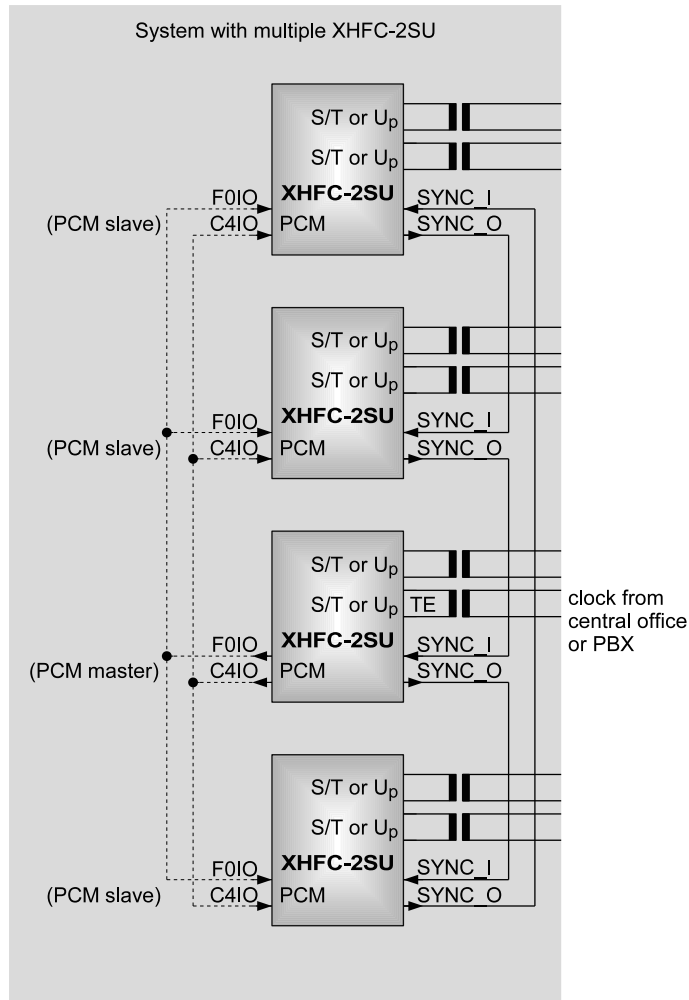 System with multiple XHFC-2SU
S/T or Up
S/T or Up
XHFC-2SU
F0IO
SYNC_I
(PCM slave)
C4IO
PCM
SYNC_O
S/T or Up
S/T or Up
XHFC-2SU
F0IO
SYNC_I
(PCM slave)
C4IO
PCM
SYNC_O
S/T or Up
S/T or Up
TE
clock from
central office
or PBX
XHFC-2SU
F0IO
SYNC_I
(PCM master)
C4IO
PCM
SYNC_O
S/T or Up
S/T or Up
XHFC-2SU
F0IO
SYNC_I
(PCM slave)
C4IO
PCM
SYNC_O